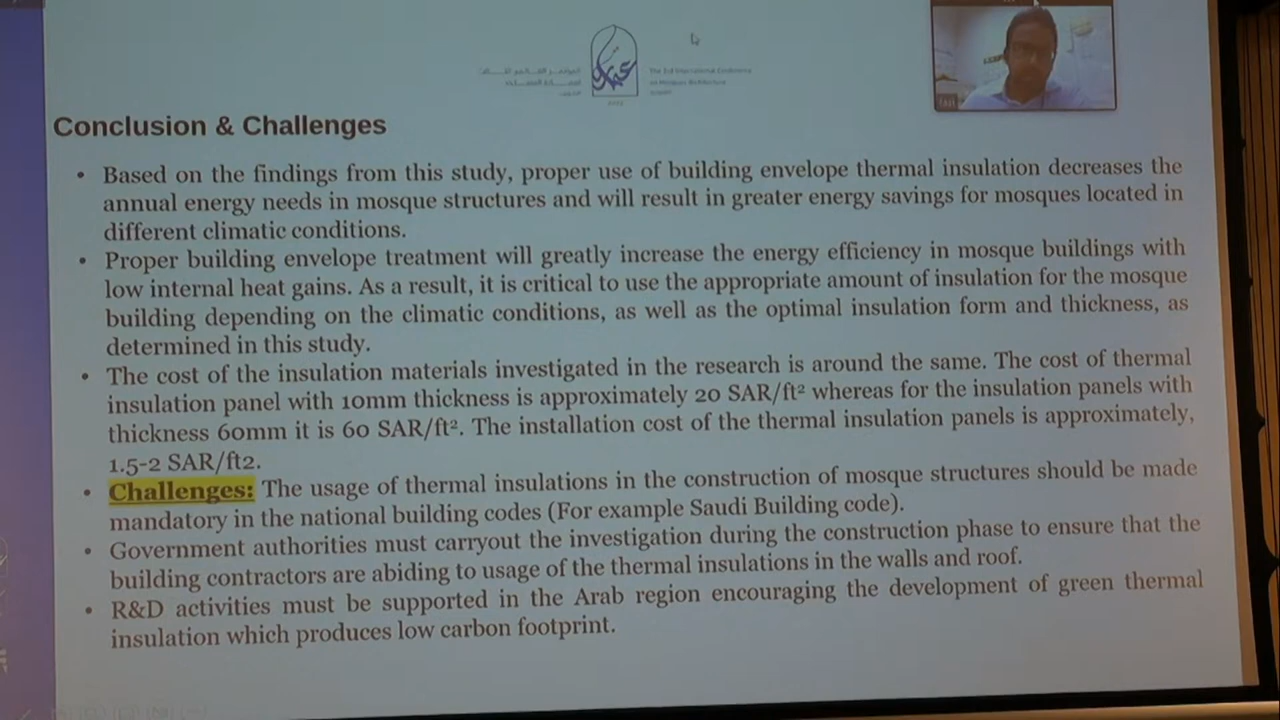 The 3rd International Conference
on Mosques Architecture
Conclusion & Challenges
• Based on the findings from this study, proper use of building envelope thermal insulation decreases the
annual energy needs in mosque structures and will result in greater energy savings for mosques located in
different climatic conditions.
• Proper building envelope treatment will greatly increase the energy efficiency in mosque buildings with
low internal heat gains. As a result, it is critical to use the appropriate amount of insulation for the mosque
building depending on the climatic conditions, as well as the optimal insulation form and thickness, as
determined in this study.
• The cost of the insulation materials investigated in the research is around the same. The cost of thermal
insulation panel with 10mm thickness is approximately 20 SAR/ft² whereas for the insulation panels with
thickness 60mm it is 60 SAR/ft². The installation cost of the thermal insulation panels is approximately,
1.5-2 SAR/ft2.
• Challenges: The usage of thermal insulations in the construction of mosque structures should be made
mandatory in the national building codes (For example Saudi Building code).
• Government authorities must carryout the investigation during the construction phase to ensure that the
building contractors are abiding to usage of the thermal insulations in the walls and roof.
• R&D activities must be supported in the Arab region encouraging the development of green thermal
insulation which produces low carbon footprint.